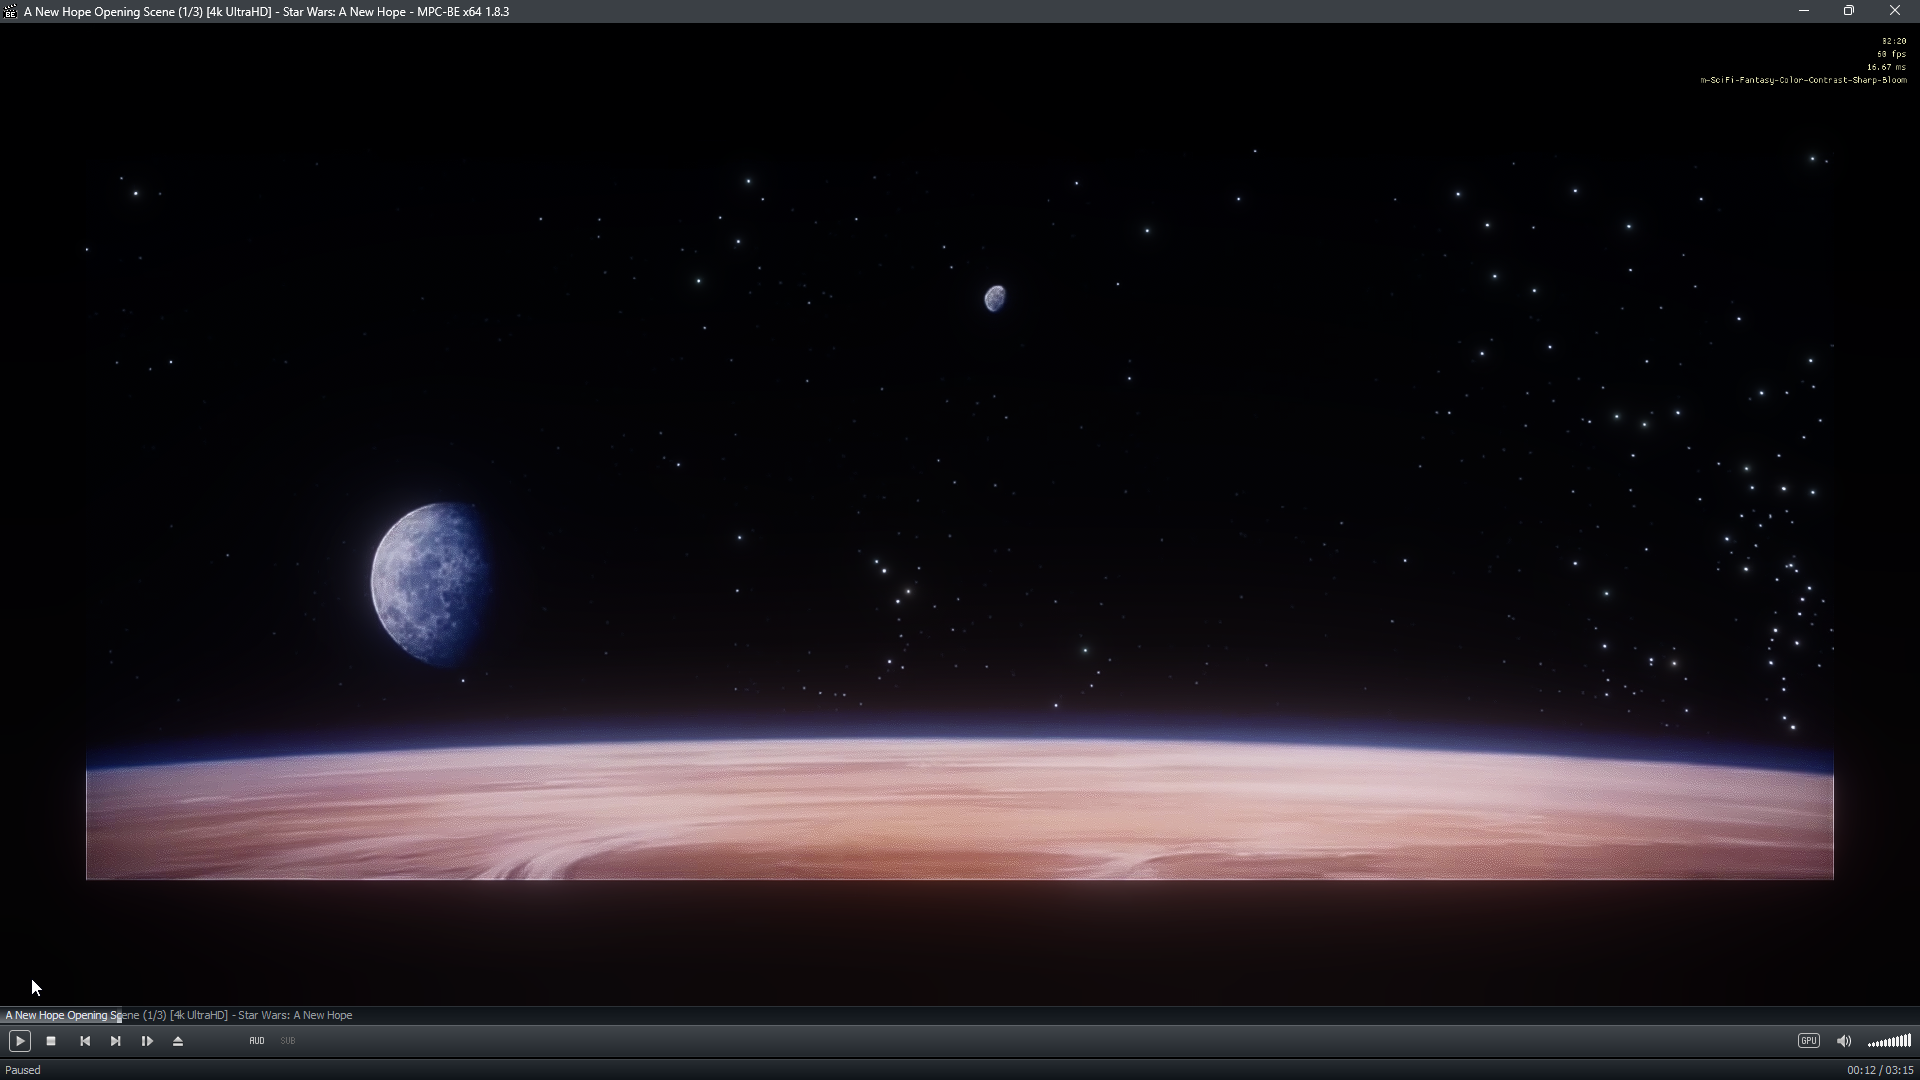 A New Hope Opening Scene (1/3) [4k UltraHD] - Star Wars: A New Hope - MPC-BE x64 1.8.3
02:20
60 fps
16.67 ms
m-SciFi-Fantasy-Color-Contrast-Sharp-Bloom
A New Hope Opening Scene (1/3) [4k UltraHD] - Star Wars: A New Hope
AUD SUB
GPU
Paused
00:12 / 03:15